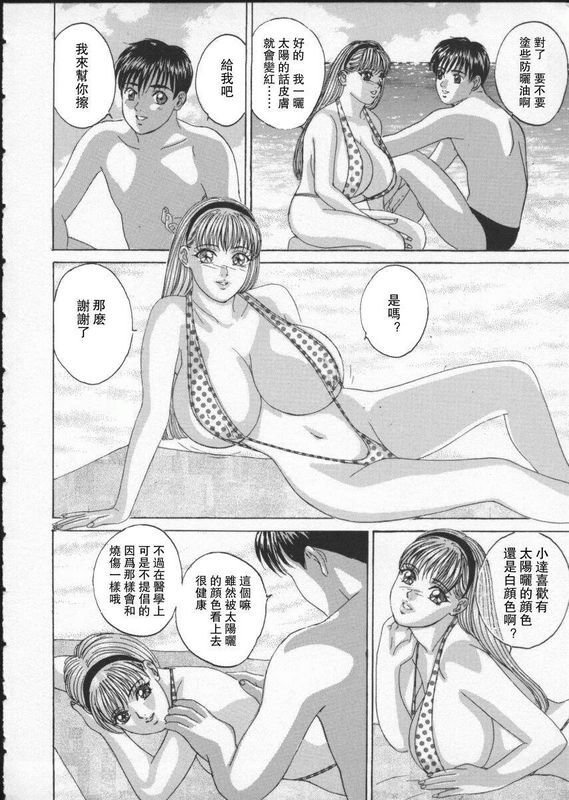 對了　要不要
塗些防曬油啊
好的　我一曬
太陽的話皮膚
就會變紅……
給我吧
我來幫你擦
是嗎？
那麽
謝謝了
小達喜歡有
太陽曬的顔色
還是白顔色啊？
這個嘛
雖然被太陽曬
的顔色看上去
很健康
不過在醫學上
可是不提倡的
因爲那樣會和
燒傷一樣哦